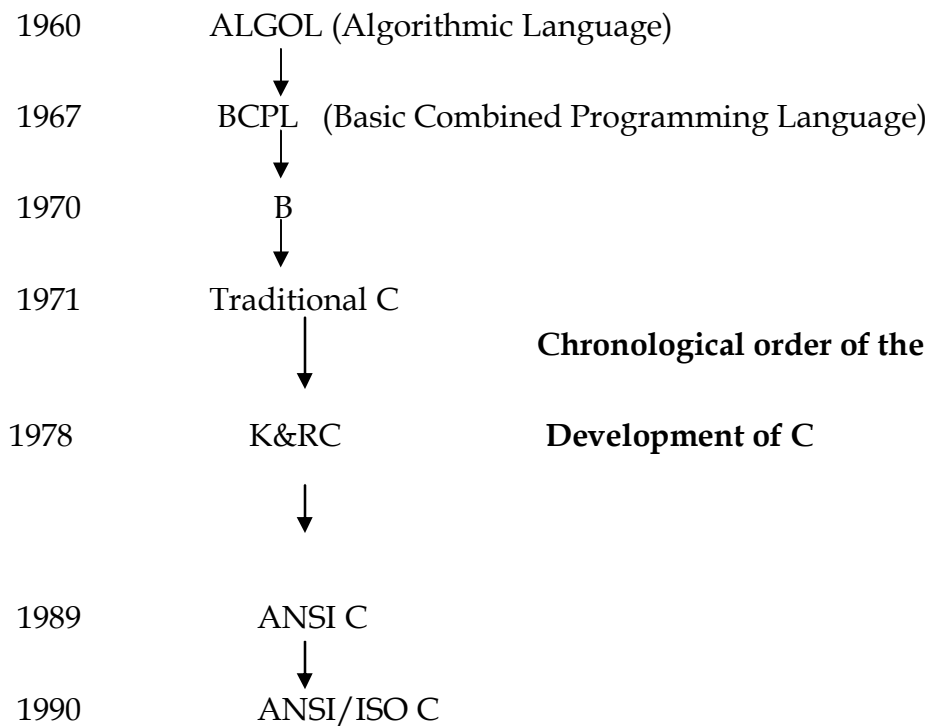 1960 ALGOL (Algorithmic Language)
1967 BCPL (Basic Combined Programming Language)
1970 B
1971 Traditional C
Chronological order of the
1978 K&RC Development of C
1989 ANSI C
1990 ANSI/ISO C